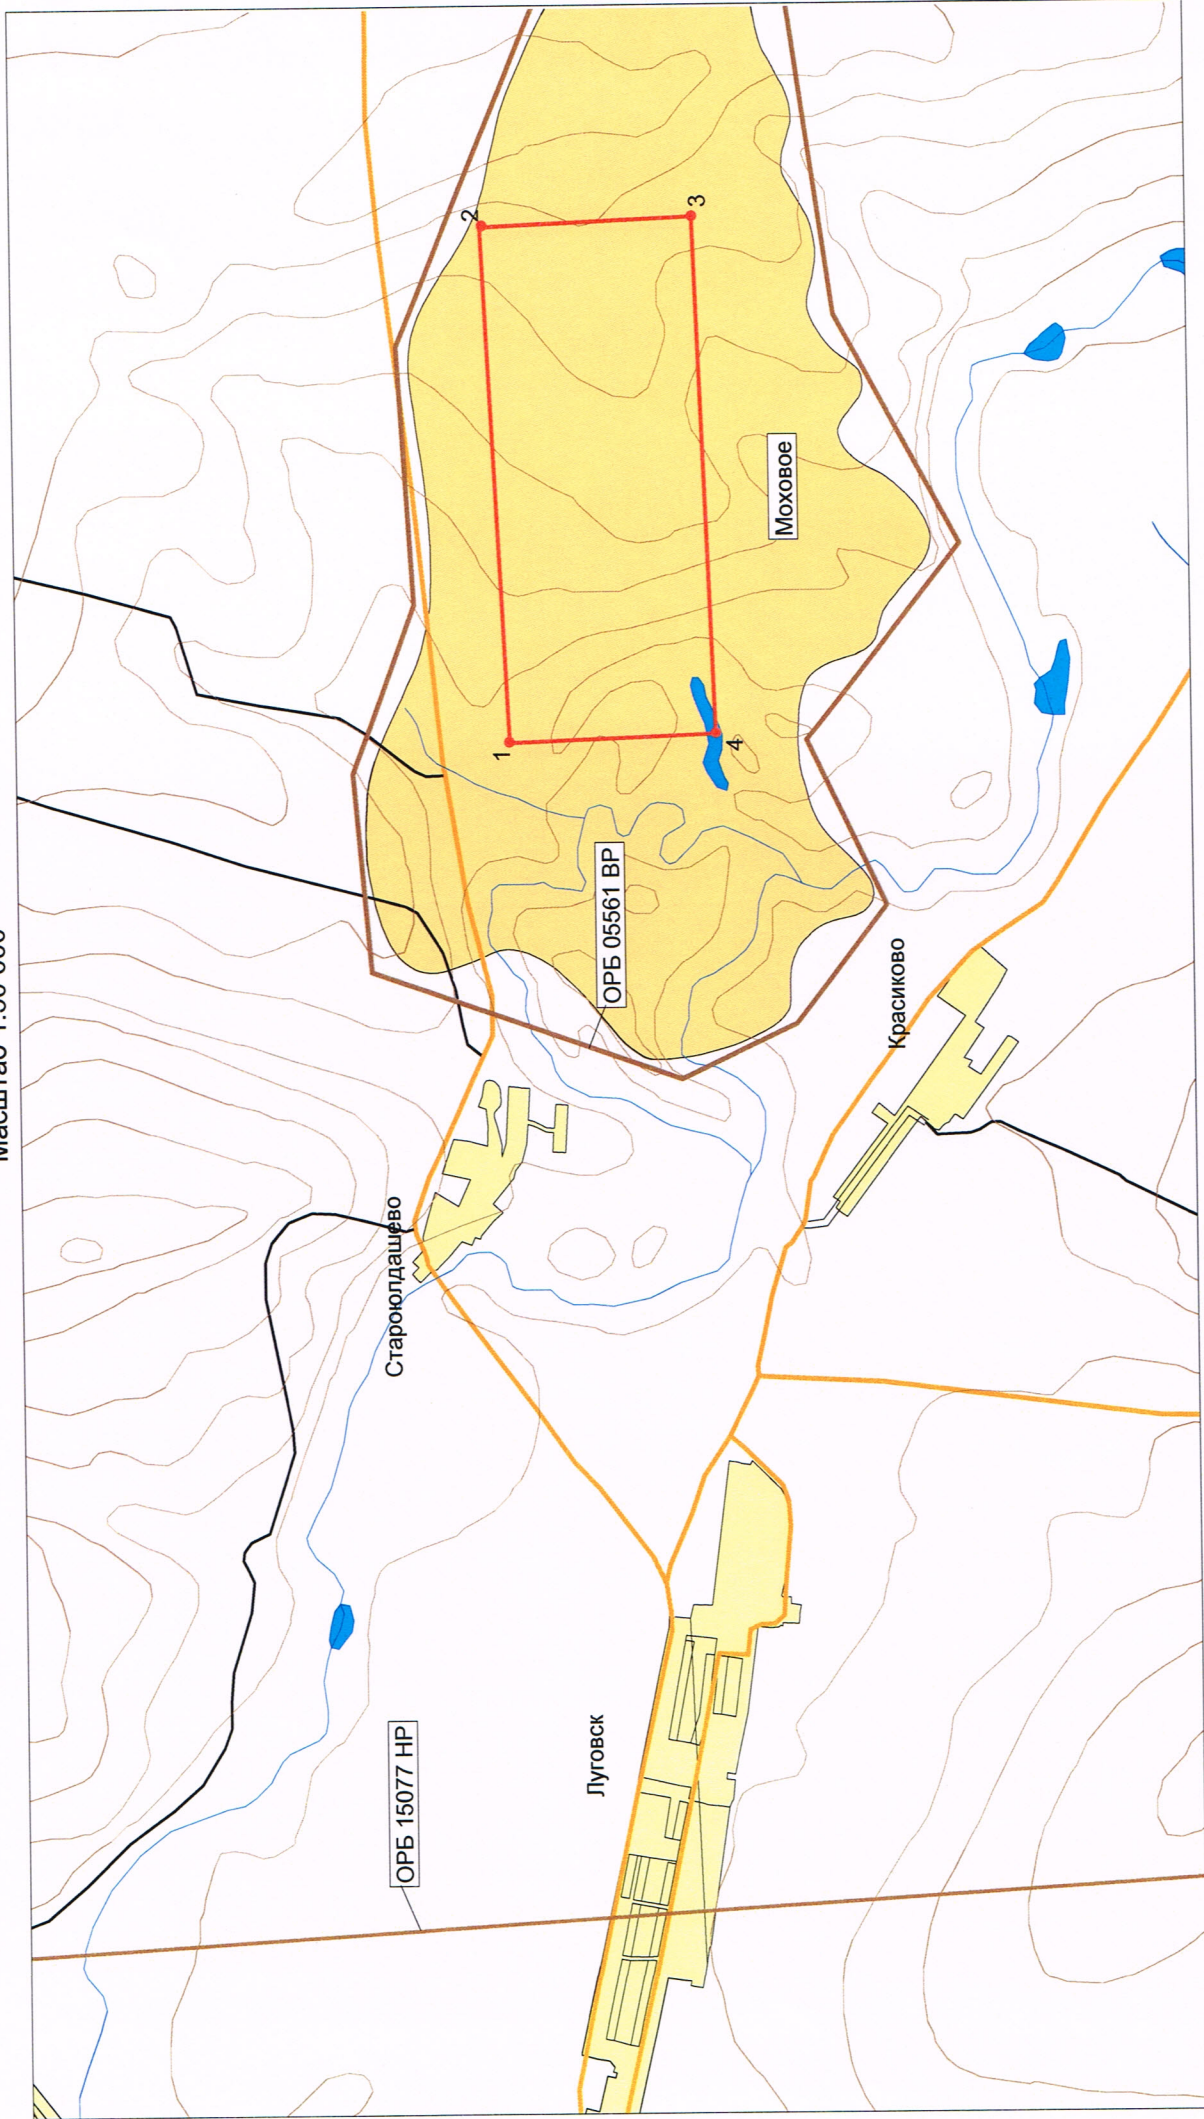 ОРБ 15077 НР
Луговск
Староюлдашево
Красиково
ОРБ 05561 ВР
Моховое
1
2
3
4